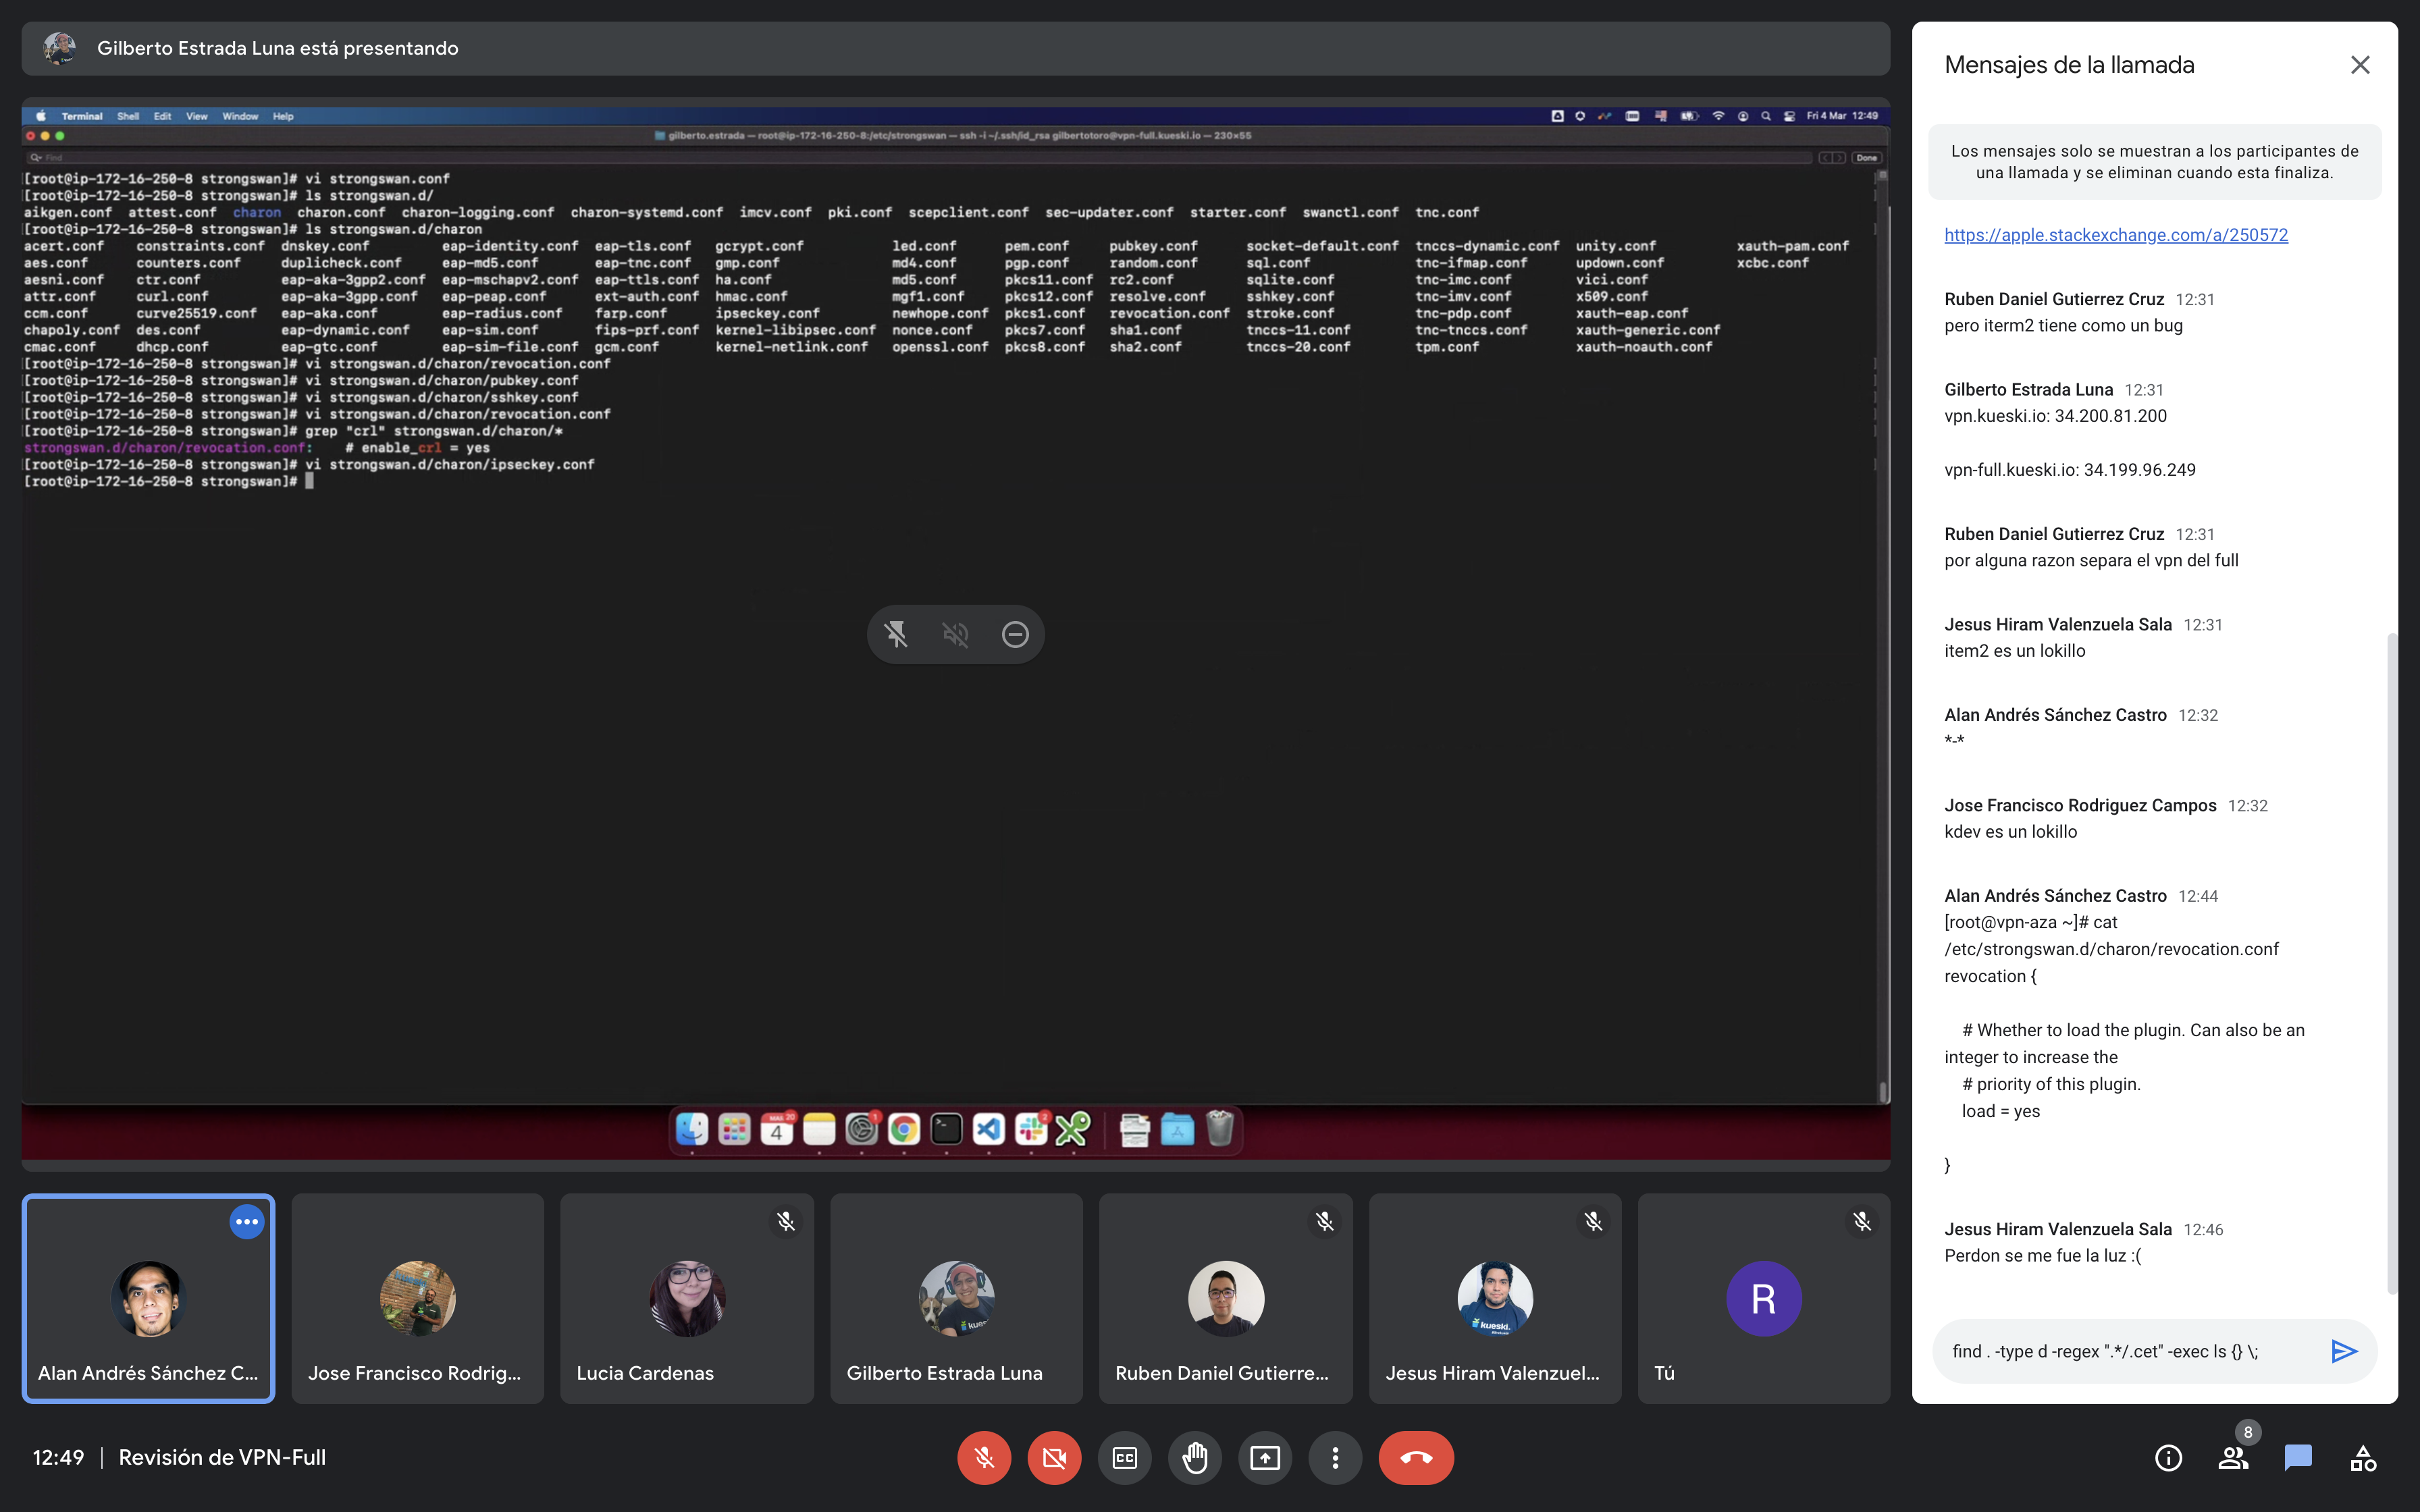 Gilberto Estrada Luna está presentando
Terminal Shell Edit View Window Help
Fri 4 Mar 12:49
gilberto.estrada — root@ip-172-16-250-8:/etc/strongswan — ssh -i ~/.ssh/id_rsa gilbertotoro@vpn-full.kueski.io — 230×55
Find
Done
[root@ip-172-16-250-8 strongswan]# vi strongswan.conf
[root@ip-172-16-250-8 strongswan]# ls strongswan.d/
aikgen.conf attest.conf charon charon.conf charon-logging.conf charon-systemd.conf imcv.conf pki.conf scepclient.conf sec-updater.conf starter.conf swanctl.conf tnc.conf
[root@ip-172-16-250-8 strongswan]# ls strongswan.d/charon
acert.conf constraints.conf dnskey.conf eap-identity.conf eap-tls.conf gcrypt.conf led.conf pem.conf pubkey.conf socket-default.conf tnccs-dynamic.conf unity.conf xauth-pam.conf
aes.conf counters.conf duplicheck.conf eap-md5.conf eap-tnc.conf gmp.conf md4.conf pgp.conf random.conf sql.conf tnc-ifmap.conf updown.conf xcbc.conf
aesni.conf ctr.conf eap-aka-3gpp2.conf eap-mschapv2.conf eap-ttls.conf ha.conf md5.conf pkcs11.conf rc2.conf sqlite.conf tnc-imc.conf vici.conf
attr.conf curl.conf eap-aka-3gpp.conf eap-peap.conf ext-auth.conf hmac.conf mgf1.conf pkcs12.conf resolve.conf sshkey.conf tnc-imv.conf x509.conf
ccm.conf curve25519.conf eap-aka.conf eap-radius.conf farp.conf ipseckey.conf newhope.conf pkcs1.conf revocation.conf stroke.conf tnc-pdp.conf xauth-eap.conf
chapoly.conf des.conf eap-dynamic.conf eap-sim.conf fips-prf.conf kernel-libipsec.conf nonce.conf pkcs7.conf sha1.conf tnccs-11.conf tnc-tnccs.conf xauth-generic.conf
cmac.conf dhcp.conf eap-gtc.conf eap-sim-file.conf gcm.conf kernel-netlink.conf openssl.conf pkcs8.conf sha2.conf tnccs-20.conf tpm.conf xauth-noauth.conf
[root@ip-172-16-250-8 strongswan]# vi strongswan.d/charon/revocation.conf
[root@ip-172-16-250-8 strongswan]# vi strongswan.d/charon/pubkey.conf
[root@ip-172-16-250-8 strongswan]# vi strongswan.d/charon/sshkey.conf
[root@ip-172-16-250-8 strongswan]# vi strongswan.d/charon/revocation.conf
[root@ip-172-16-250-8 strongswan]# grep "crl" strongswan.d/charon/*
strongswan.d/charon/revocation.conf: # enable_crl = yes
[root@ip-172-16-250-8 strongswan]# vi strongswan.d/charon/ipseckey.conf
[root@ip-172-16-250-8 strongswan]#
MAR 20
4
1
2
Alan Andrés Sánchez C...
Jose Francisco Rodrig...
Lucia Cardenas
Gilberto Estrada Luna
kues
Ruben Daniel Gutierre...
Jesus Hiram Valenzuel...
kueski.
R
Tú
Mensajes de la llamada
Los mensajes solo se muestran a los participantes de
una llamada y se eliminan cuando esta finaliza.
https://apple.stackexchange.com/a/250572
Ruben Daniel Gutierrez Cruz 12:31
pero iterm2 tiene como un bug
Gilberto Estrada Luna 12:31
vpn.kueski.io: 34.200.81.200
vpn-full.kueski.io: 34.199.96.249
Ruben Daniel Gutierrez Cruz 12:31
por alguna razon separa el vpn del full
Jesus Hiram Valenzuela Sala 12:31
item2 es un lokillo
Alan Andrés Sánchez Castro 12:32
*-*
Jose Francisco Rodriguez Campos 12:32
kdev es un lokillo
Alan Andrés Sánchez Castro 12:44
[root@vpn-aza ~]# cat
/etc/strongswan.d/charon/revocation.conf
revocation {
# Whether to load the plugin. Can also be an
integer to increase the
# priority of this plugin.
load = yes
}
Jesus Hiram Valenzuela Sala 12:46
Perdon se me fue la luz :(
find . -type d -regex ".*/.cet" -exec ls {} \;
12:49 | Revisión de VPN-Full
CC
8